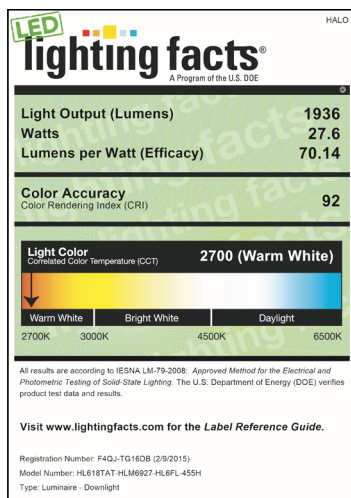 LED
HALO
lighting facts®
A Program of the U.S. DOE
Light Output (Lumens) 1936
Watts 27.6
Lumens per Watt (Efficacy) 70.14
Color Accuracy
Color Rendering Index (CRI) 92
Light Color
Correlated Color Temperature (CCT) 2700 (Warm White)
Warm White Bright White Daylight
2700K 3000K 4500K 6500K
All results are according to IESNA LM-79-2008: Approved Method for the Electrical and
Photometric Testing of Solid-State Lighting. The U.S. Department of Energy (DOE) verifies
product test data and results.
Visit www.lightingfacts.com for the Label Reference Guide.
Registration Number: F4QJ-TG16DB (2/9/2015)
Model Number: HL618TAT-HLM6927-HL6FL-455H
Type: Luminaire - Downlight